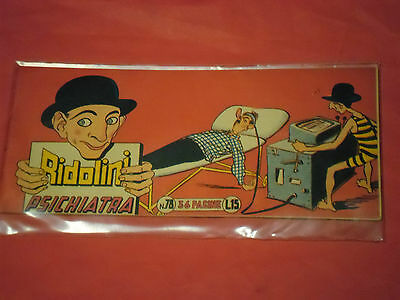 Ridolini
PSICHIATRA
N.78 36 PAGINE L.15